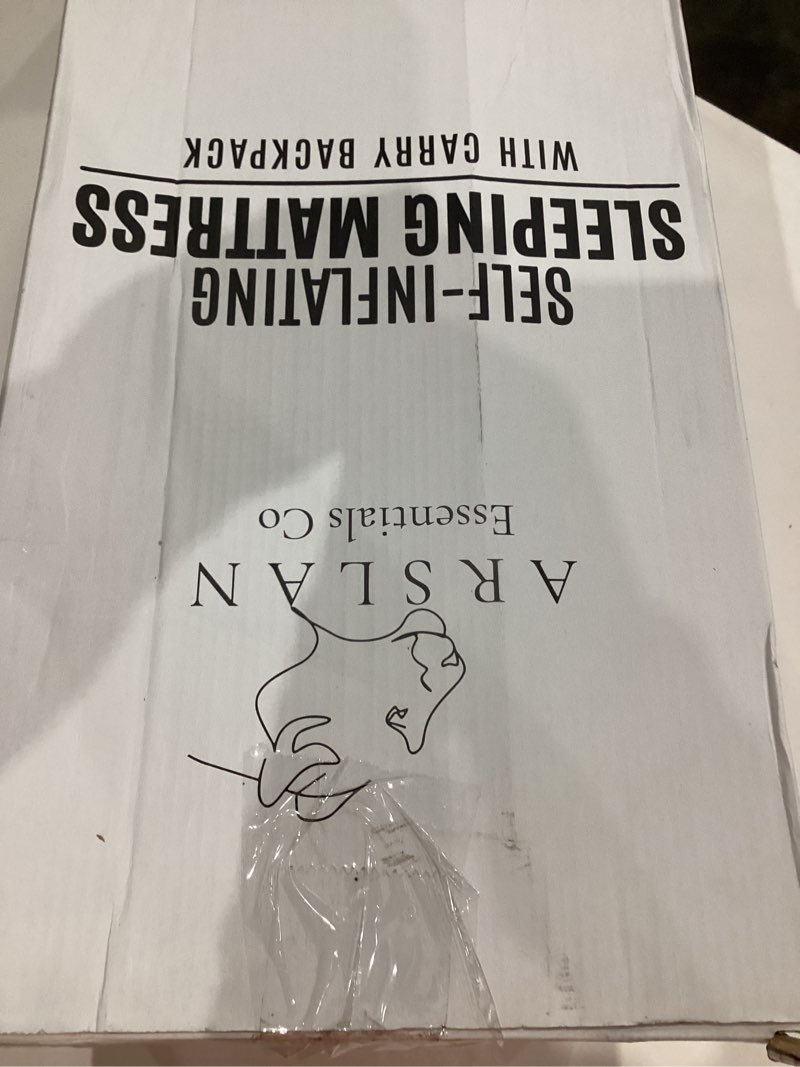 ARSLAN
Essentials Co
SELF-INFLATING
SLEEPING MATTRESS
WITH CARRY BACKPACK